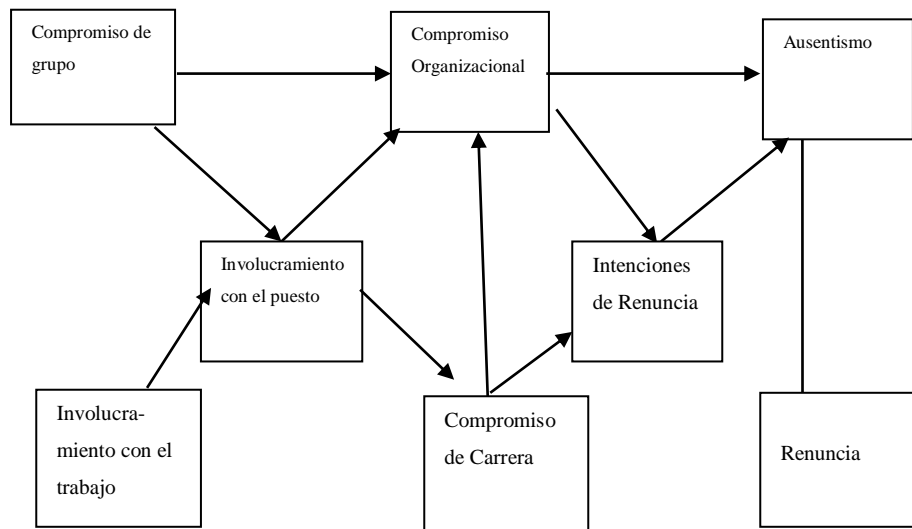 Compromiso de
grupo
Compromiso
Organizacional
Ausentismo
Involucramiento
con el puesto
Intenciones
de Renuncia
Involucra-
miento con el
trabajo
Compromiso
de Carrera
Renuncia